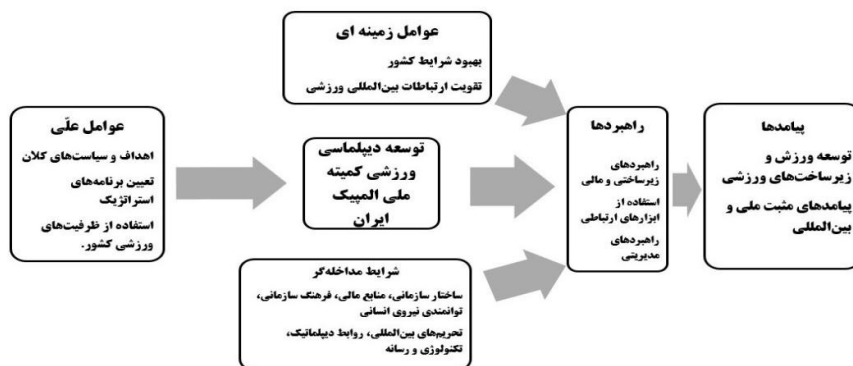 عوامل زمینه ای
بهبود شرایط کشور
تقویت ارتباطات بین‌المللی ورزشی
عوامل علّی
اهداف و سیاست‌های کلان
تعیین برنامه‌های
استراتژیک
استفاده از ظرفیت‌های
ورزشی کشور.
توسعه دیپلماسی
ورزشی کمیته
ملی المپیک
ایران
شرایط مداخله‌گر
ساختار سازمانی، منابع مالی، فرهنگ سازمانی،
توانمندی نیروی انسانی
تحریم‌های بین‌المللی، روابط دیپلماتیک،
تکنولوژی و رسانه
راهبردها
راهبردهای
زیرساختی و مالی
استفاده از
ابزارهای ارتباطی
راهبردهای
مدیریتی
پیامدها
توسعه ورزش و
زیرساخت‌های ورزشی
پیامدهای مثبت ملی و
بین‌المللی